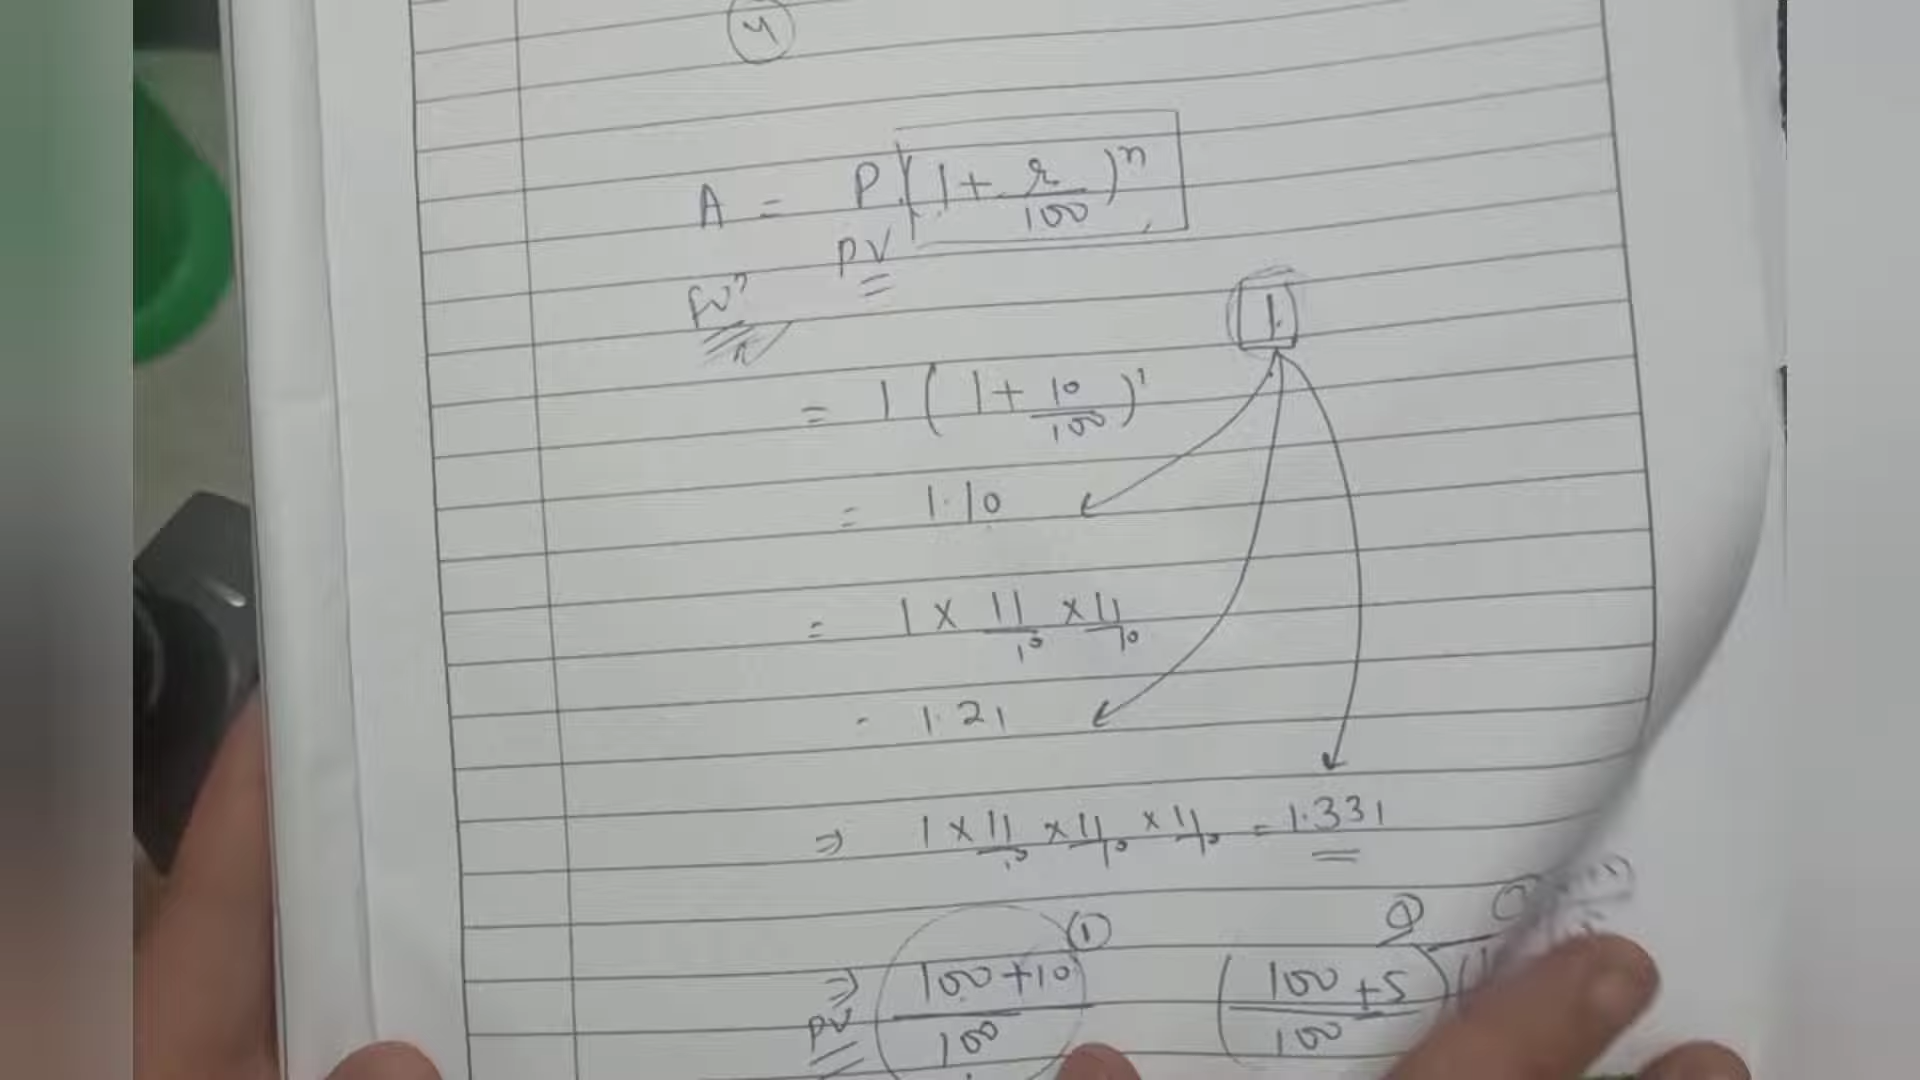 4
A = P(1 + r/100)^n
PV
FV?
1.
= 1 ( 1 + 10/100 )^1
= 1.10
= 1 × 11/10 × 11/10
= 1.21
⇒ 1 × 11/10 × 11/10 × 11/10 = 1.331
1
⇒ 100+10/100 (100+5/100)
PV